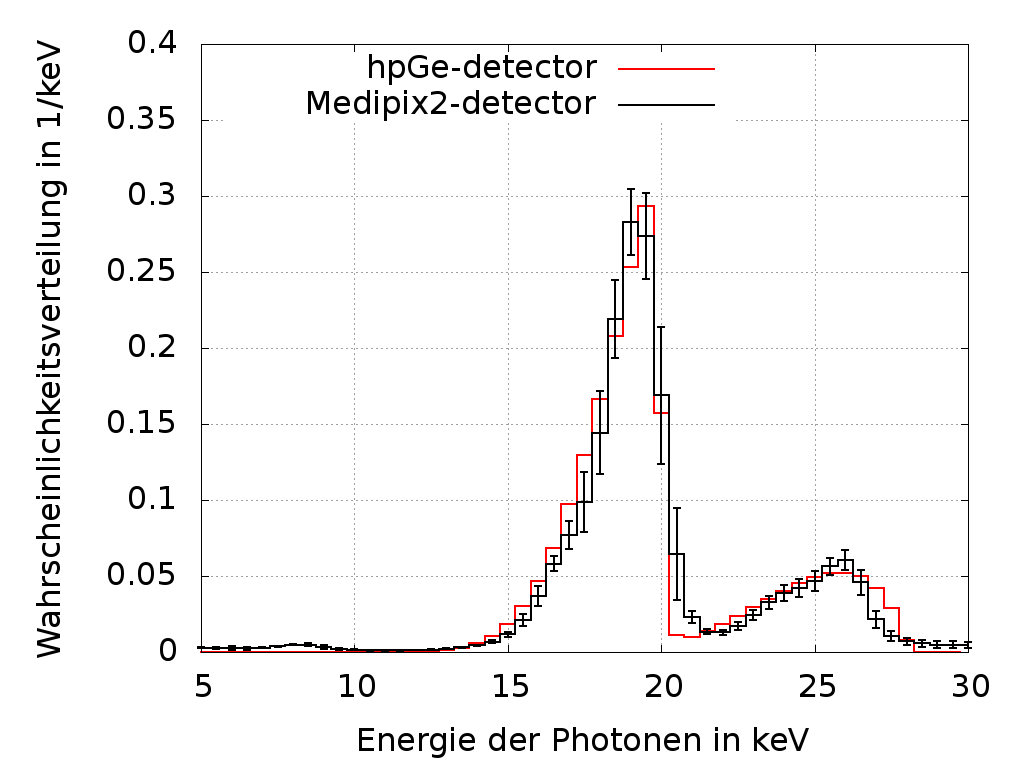 hpGe-detector
Medipix2-detector
Wahrscheinlichkeitsverteilung in 1/keV
0.4
0.35
0.3
0.25
0.2
0.15
0.1
0.05
0
5 10 15 20 25 30
Energie der Photonen in keV